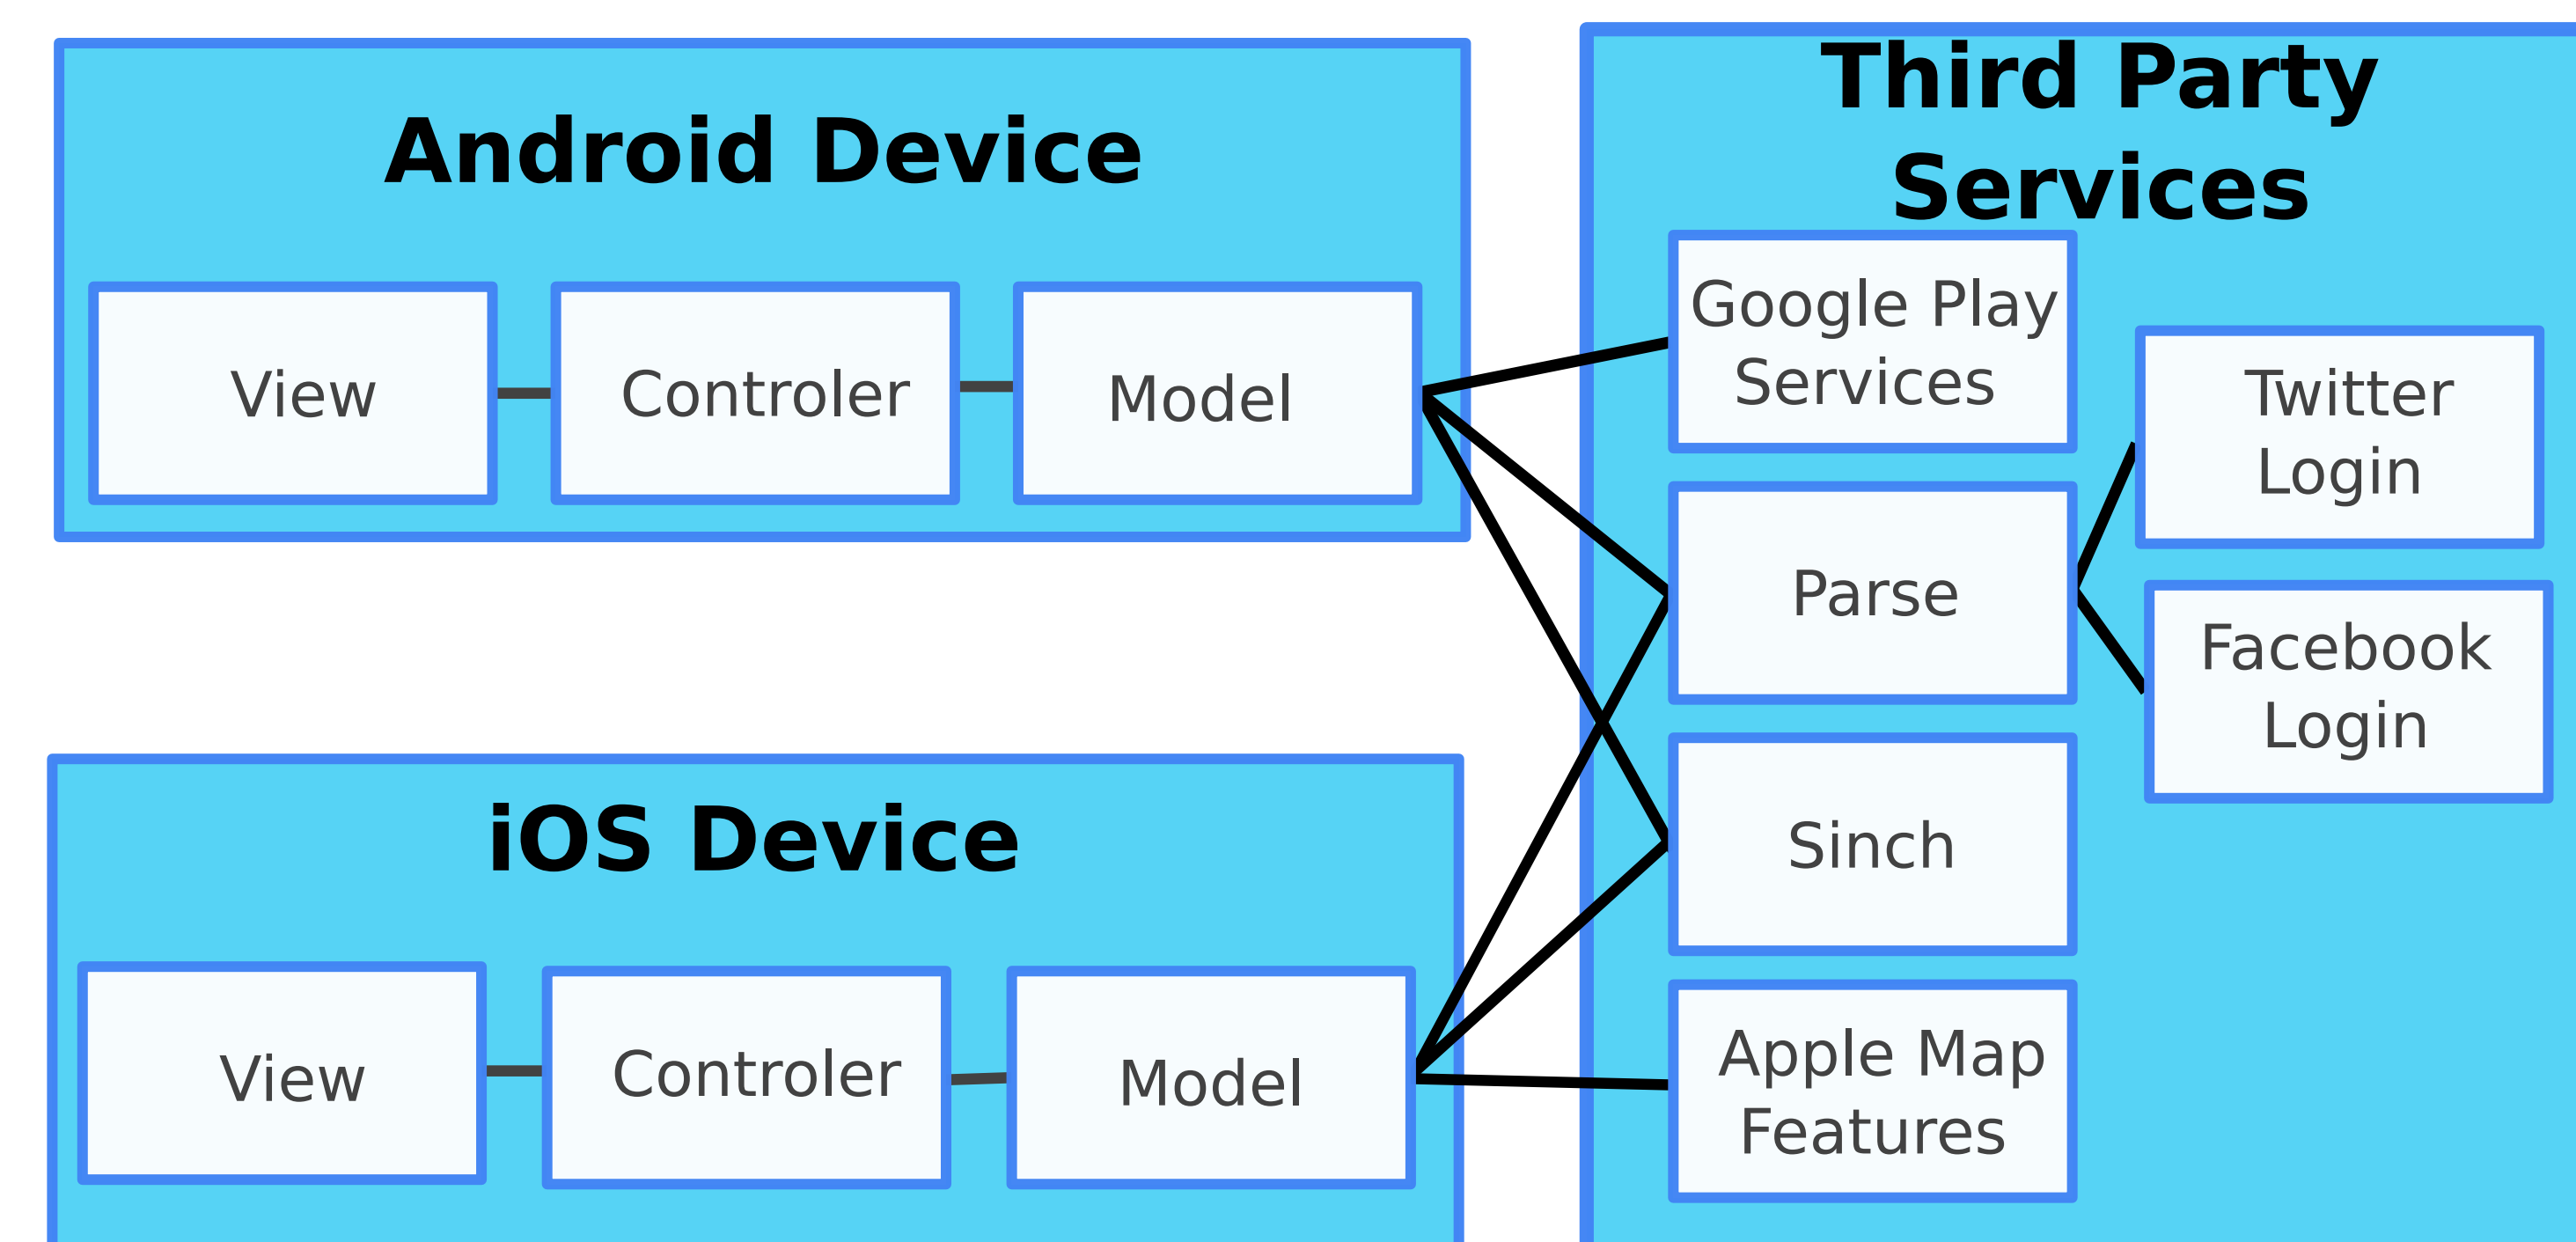 Android Device
View
Controler
Model
iOS Device
View
Controler
Model
Third Party
Services
Google Play
Services
Parse
Sinch
Apple Map
Features
Twitter
Login
Facebook
Login